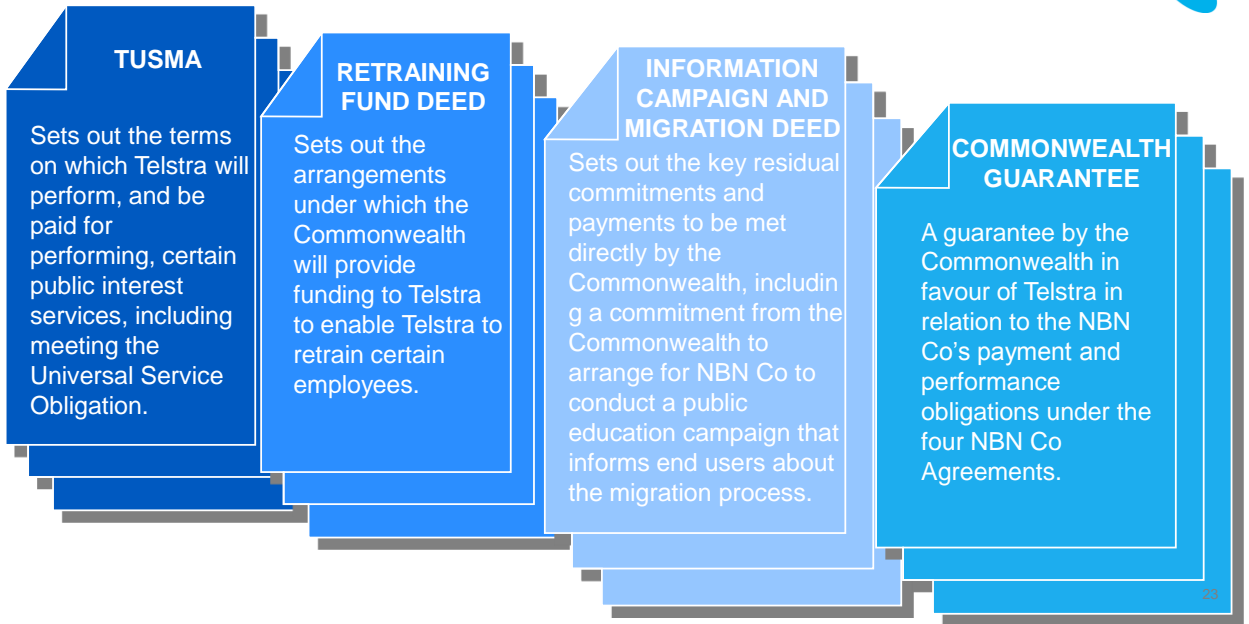 TUSMA
Sets out the terms
on which Telstra will
perform, and be
paid for
performing, certain
public interest
services, including
meeting the
Universal Service
Obligation.
RETRAINING
FUND DEED
Sets out the
arrangements
under which the
Commonwealth
will provide
funding to Telstra
to enable Telstra to
retrain certain
employees.
INFORMATION
CAMPAIGN AND
MIGRATION DEED
Sets out the key residual
commitments and
payments to be met
directly by the
Commonwealth, includin
g a commitment from the
Commonwealth to
arrange for NBN Co to
conduct a public
education campaign that
informs end users about
the migration process.
COMMONWEALTH
GUARANTEE
A guarantee by the
Commonwealth in
favour of Telstra in
relation to the NBN
Co's payment and
performance
obligations under the
four NBN Co
Agreements.
23